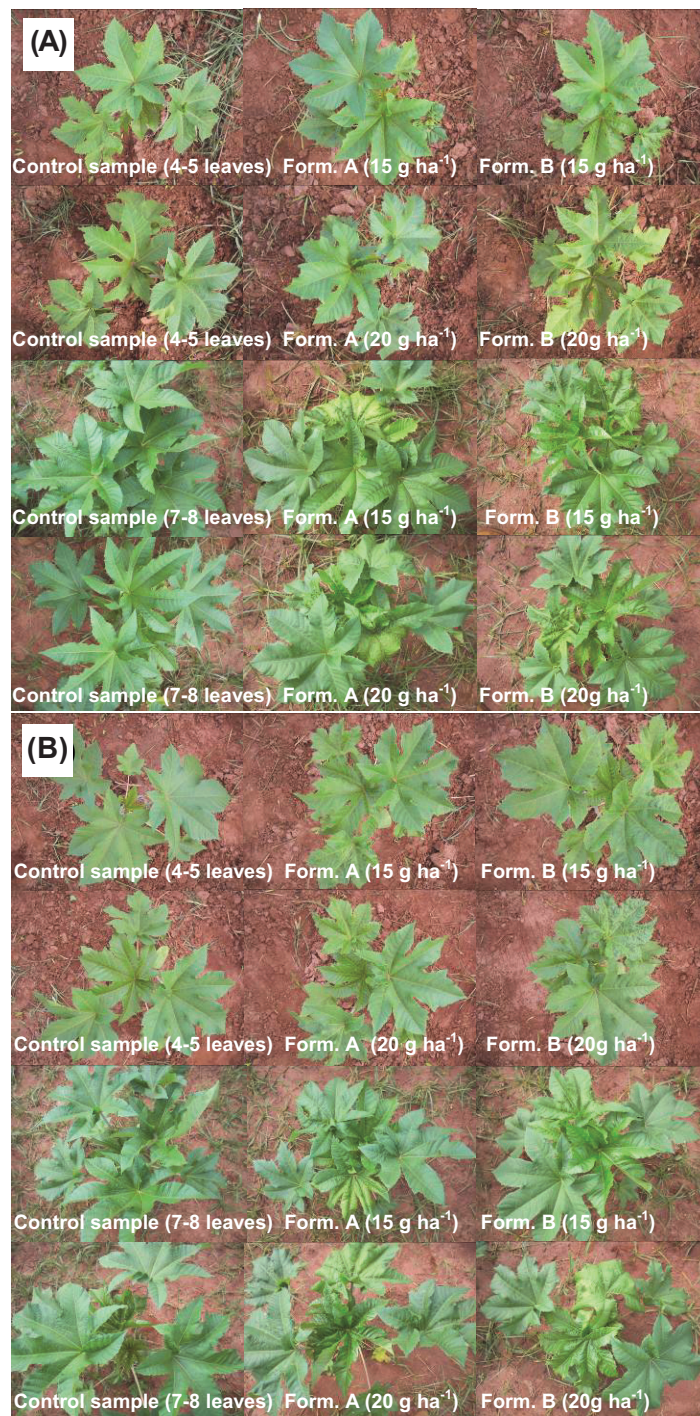 (A)
Control sample (4-5 leaves) Form. A (15 g ha⁻¹) Form. B (15 g ha⁻¹)
Control sample (4-5 leaves) Form. A (20 g ha⁻¹) Form. B (20g ha⁻¹)
Control sample (7-8 leaves) Form. A (15 g ha⁻¹) Form. B (15 g ha⁻¹)
Control sample (7-8 leaves) Form. A (20 g ha⁻¹) Form. B (20g ha⁻¹)
(B)
Control sample (4-5 leaves) Form. A (15 g ha⁻¹) Form. B (15 g ha⁻¹)
Control sample (4-5 leaves) Form. A (20 g ha⁻¹) Form. B (20g ha⁻¹)
Control sample (7-8 leaves) Form. A (15 g ha⁻¹) Form. B (15 g ha⁻¹)
Control sample (7-8 leaves) Form. A (20 g ha⁻¹) Form. B (20g ha⁻¹)